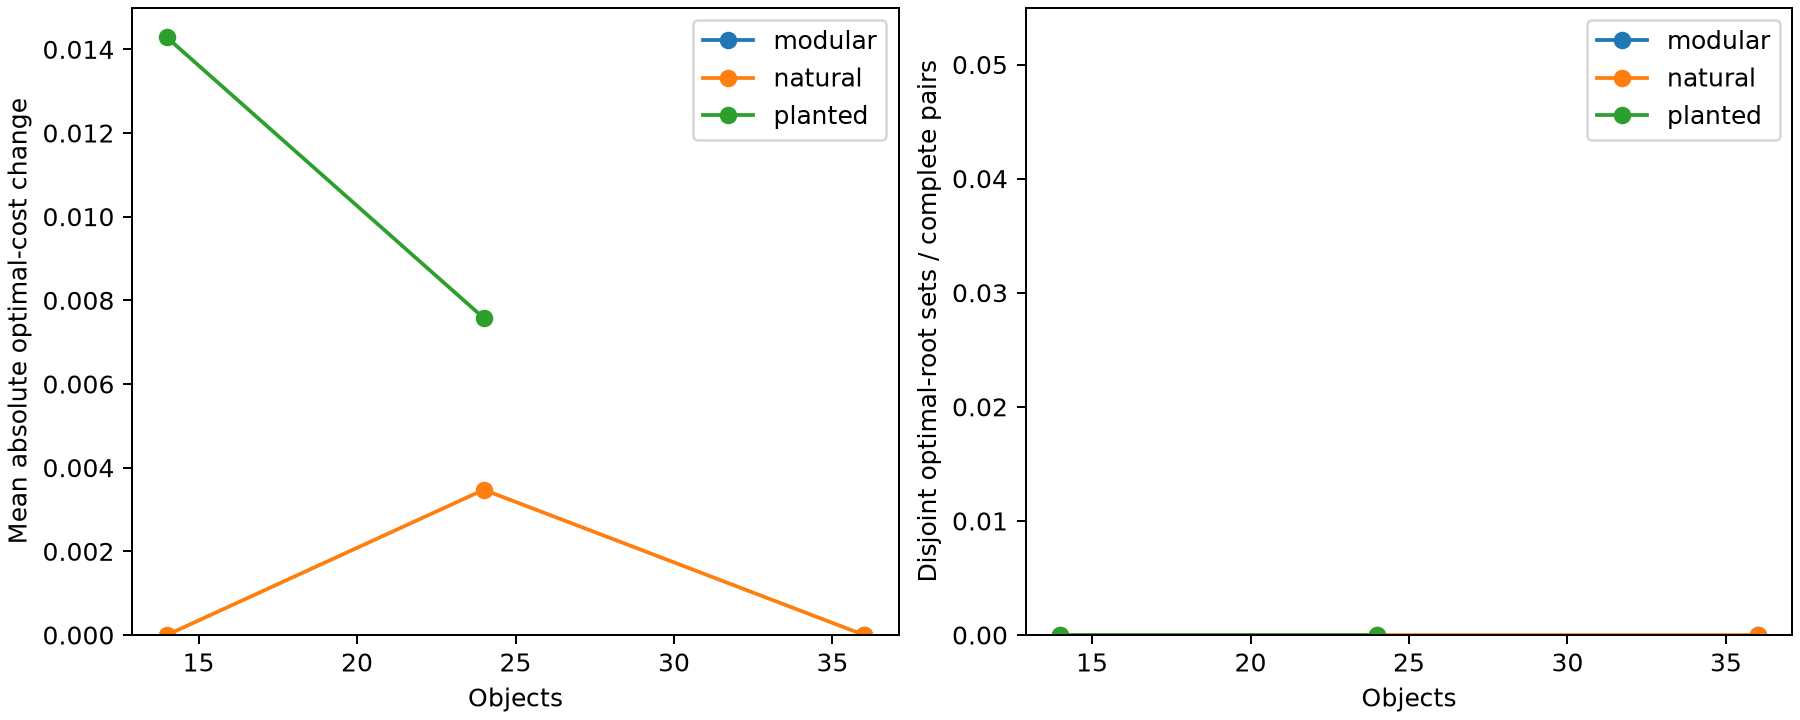 Mean absolute optimal-cost change
0.014
0.012
0.010
0.008
0.006
0.004
0.002
0.000
15 20 25 30 35
Objects
modular
natural
planted
Disjoint optimal-root sets / complete pairs
0.05
0.04
0.03
0.02
0.01
0.00
15 20 25 30 35
Objects
modular
natural
planted